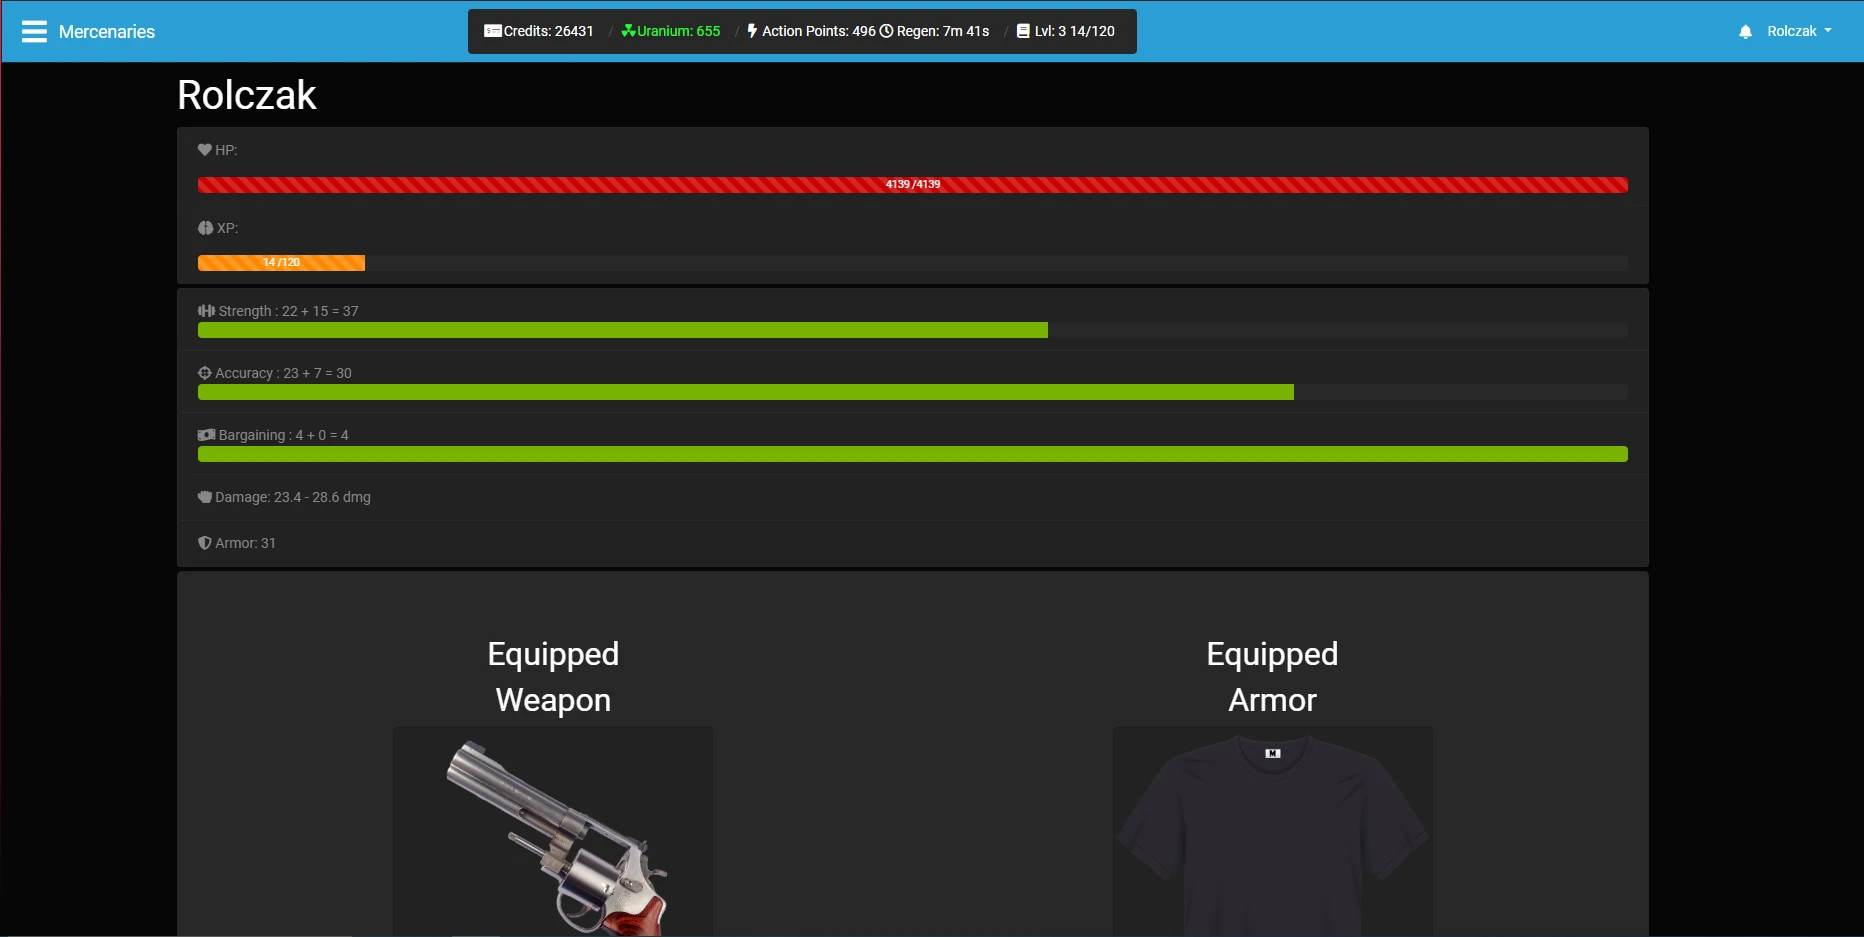 Mercenaries
Credits: 26431 / Uranium: 655 / Action Points: 496 Regen: 7m 41s / Lvl: 3 14/120
Rolczak
Rolczak
HP:
4139 /4139
XP:
14 /120
Strength : 22 + 15 = 37
Accuracy : 23 + 7 = 30
Bargaining : 4 + 0 = 4
Damage: 23.4 - 28.6 dmg
Armor: 31
Equipped
Weapon
Equipped
Armor
M